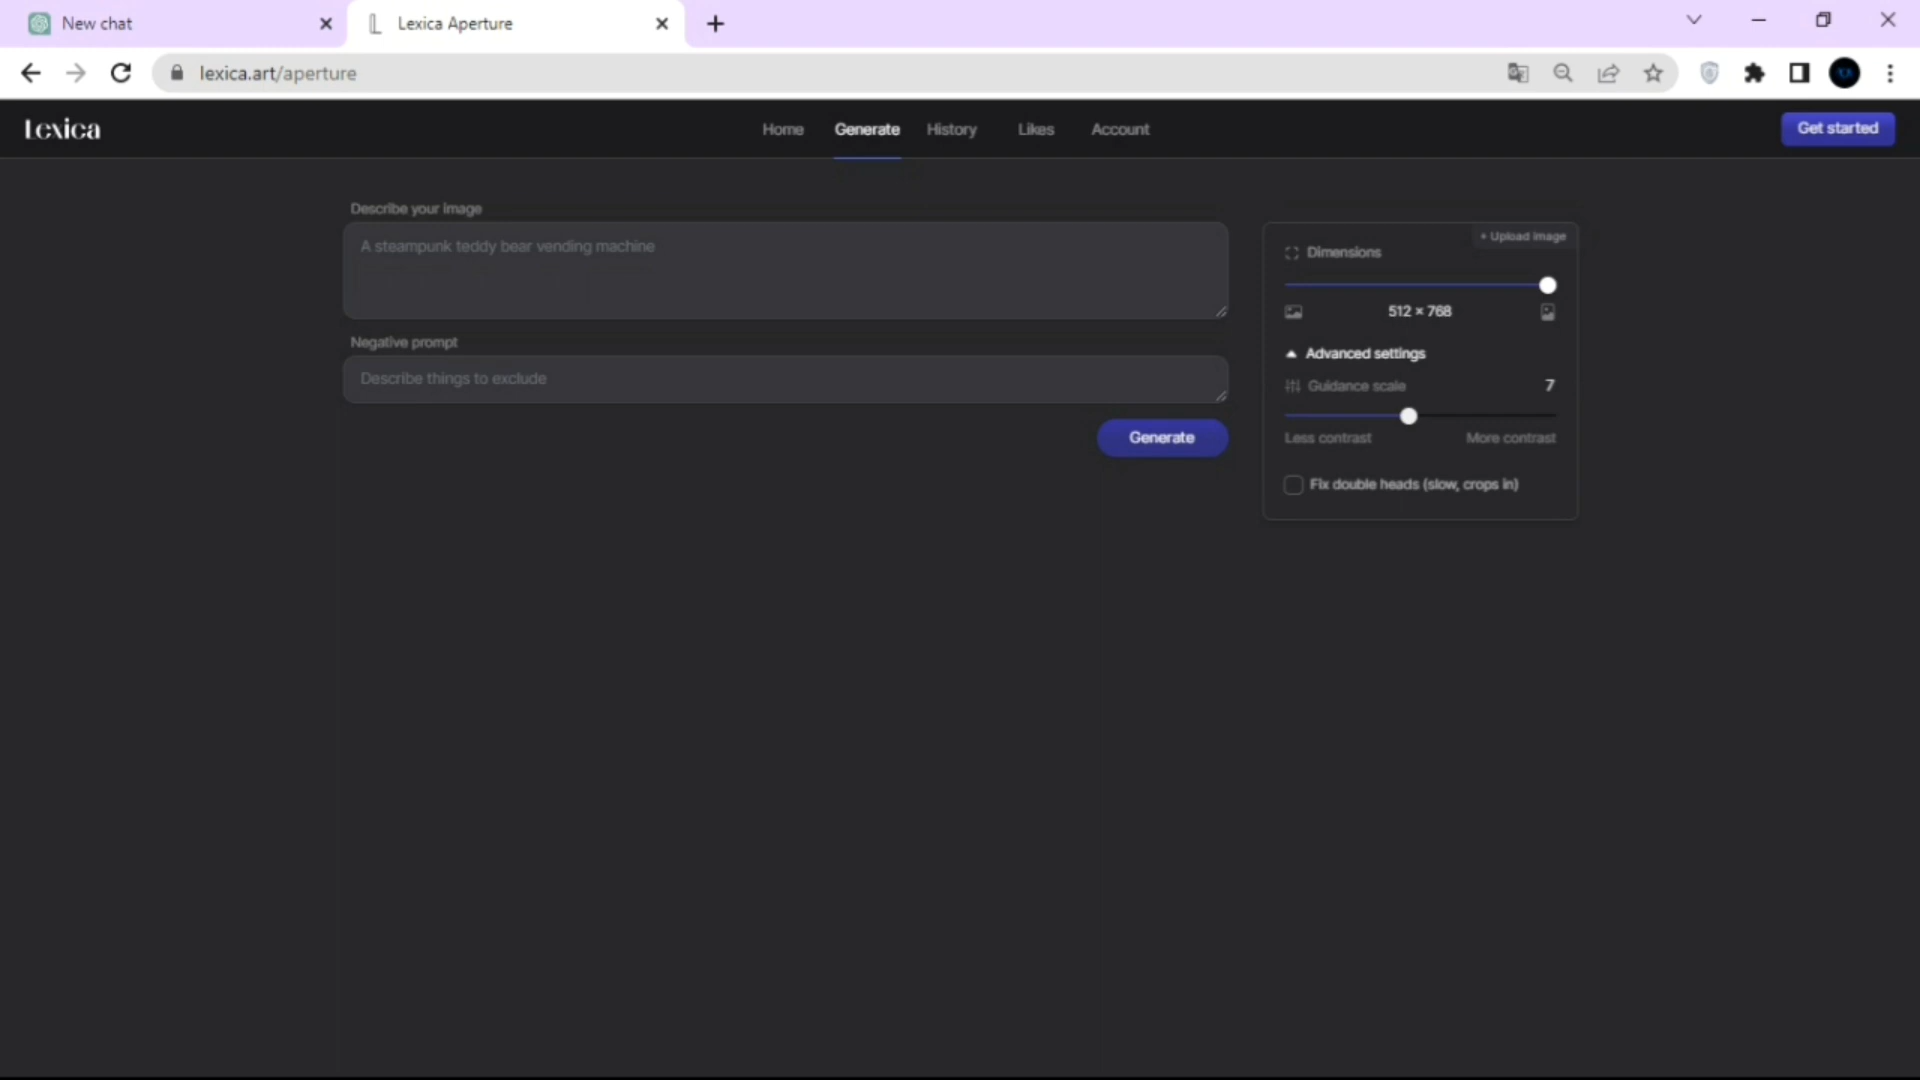 New chat
Lexica Aperture
lexica.art/aperture
Lexica
Home
Generate
History
Likes
Account
Get started
Describe your image
A steampunk teddy bear vending machine
Negative prompt
Describe things to exclude
Generate
+ Upload image
Dimensions
512 × 768
Advanced settings
Guidance scale
7
Less contrast
More contrast
Fix double heads (slow, crops in)